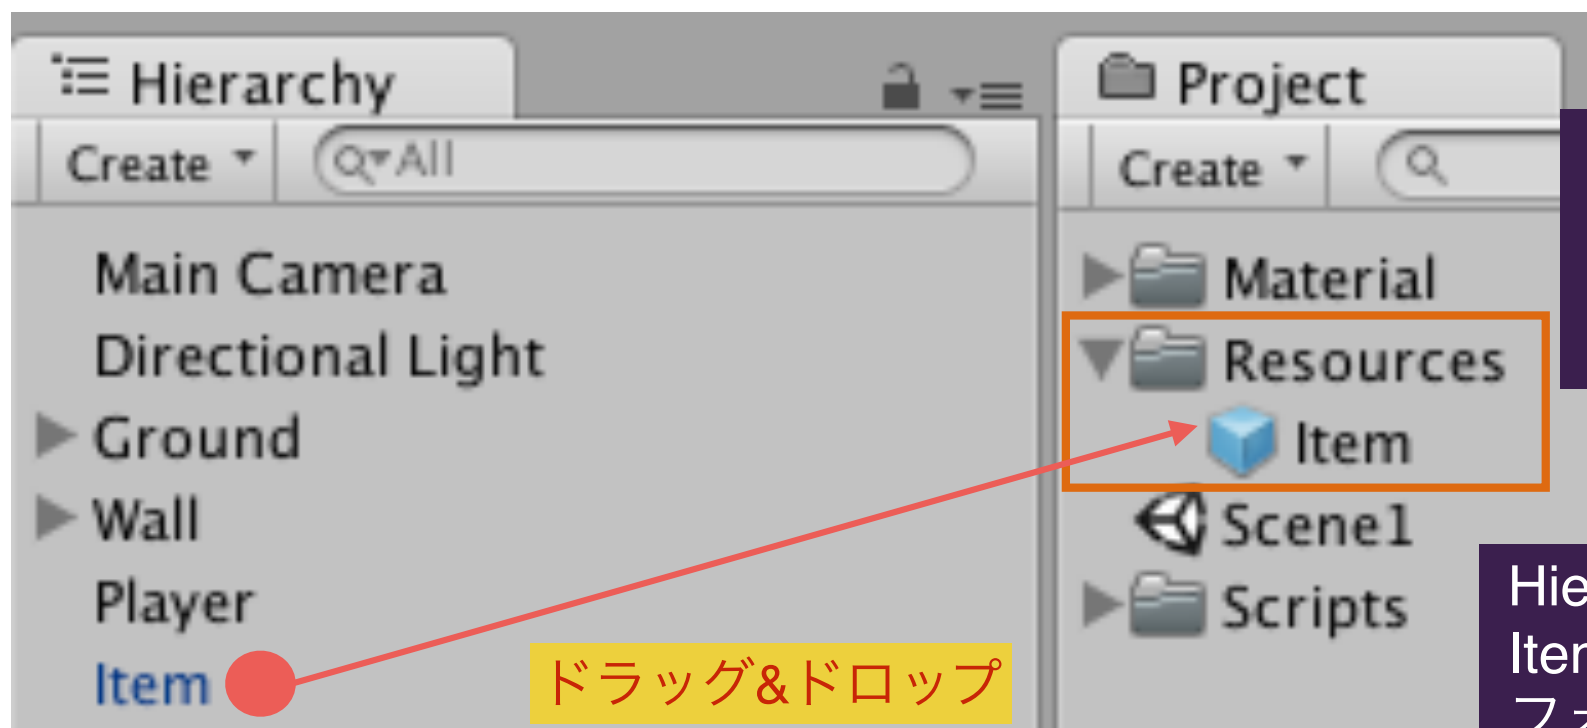 Hierarchy
Create
All
Main Camera
Directional Light
Ground
Wall
Player
Item
ドラッグ&ドロップ
Project
Create
Material
Resources
Item
Scene1
Scripts
Hie
Iter